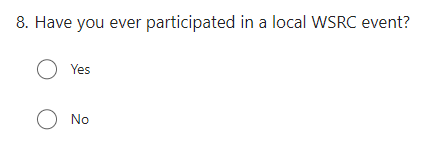 8. Have you ever participated in a local WSRC event?
Yes
No